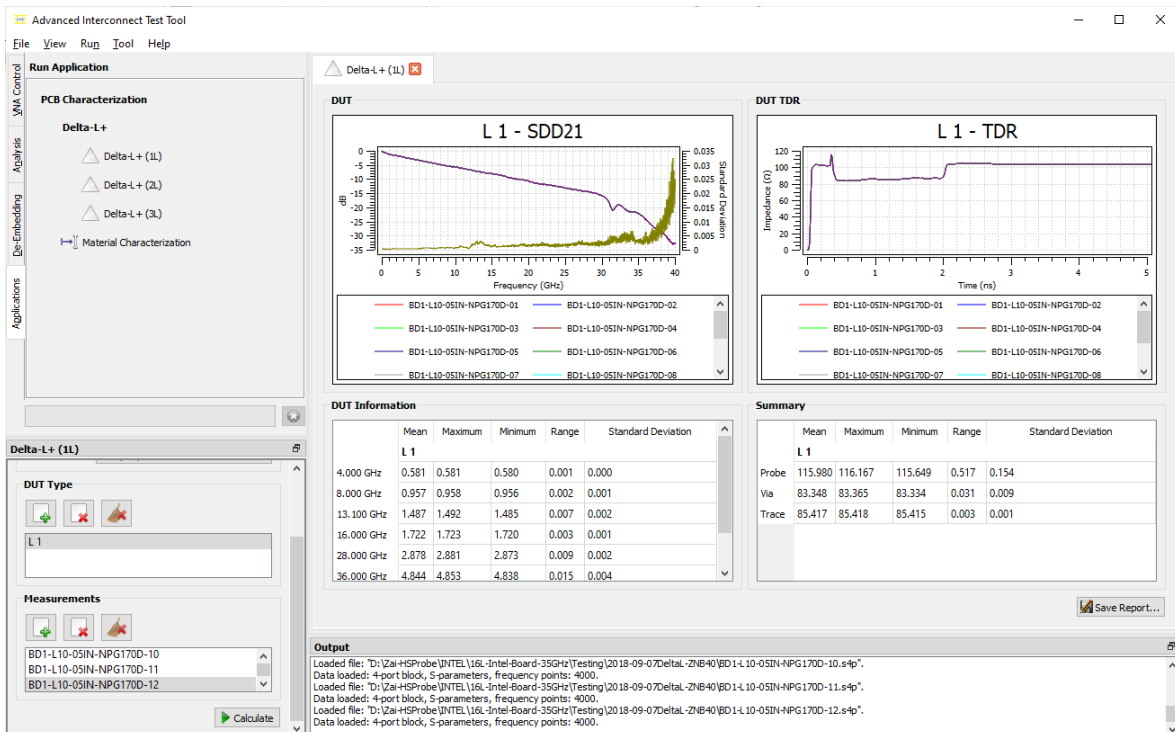 Advanced Interconnect Test Tool
File View Run Tool Help
VNA Control
Analysis
De-Embedding
Applications
Run Application
PCB Characterization
Delta-L+
Delta-L+ (1L)
Delta-L+ (2L)
Delta-L+ (3L)
Material Characterization
Delta-L+ (1L)
DUT Type
L 1
Measurements
BD1-L10-05IN-NPG170D-10
BD1-L10-05IN-NPG170D-11
BD1-L10-05IN-NPG170D-12
Calculate
Delta-L+ (1L)
DUT
L 1 - SDD21
dB
0
-5
-10
-15
-20
-25
-30
-35
0.035
0.03
0.025
0.02
0.015
0.01
0.005
0
Standard Deviation
0 5 10 15 20 25 30 35 40
Frequency (GHz)
BD1-L10-05IN-NPG170D-01 BD1-L10-05IN-NPG170D-02
BD1-L10-05IN-NPG170D-03 BD1-L10-05IN-NPG170D-04
BD1-L10-05IN-NPG170D-05 BD1-L10-05IN-NPG170D-06
BD1-L10-05IN-NPG170D-07 BD1-L10-05IN-NPG170D-08
DUT TDR
L 1 - TDR
Impedance (Ω)
120
100
80
60
40
20
0
0 1 2 3 4 5
Time (ns)
BD1-L10-05IN-NPG170D-01 BD1-L10-05IN-NPG170D-02
BD1-L10-05IN-NPG170D-03 BD1-L10-05IN-NPG170D-04
BD1-L10-05IN-NPG170D-05 BD1-L10-05IN-NPG170D-06
BD1-L10-05IN-NPG170D-07 BD1-L10-05IN-NPG170D-08
DUT Information
Mean Maximum Minimum Range Standard Deviation
L 1
4.000 GHz 0.581 0.581 0.580 0.001 0.000
8.000 GHz 0.957 0.958 0.956 0.002 0.001
13.100 GHz 1.487 1.492 1.485 0.007 0.002
16.000 GHz 1.722 1.723 1.720 0.003 0.001
28.000 GHz 2.878 2.881 2.873 0.009 0.002
36.000 GHz 4.844 4.853 4.838 0.015 0.004
Summary
Mean Maximum Minimum Range Standard Deviation
L 1
Probe 115.980 116.167 115.649 0.517 0.154
Via 83.348 83.365 83.334 0.031 0.009
Trace 85.417 85.418 85.415 0.003 0.001
Save Report...
Output
Loaded file: "D:\Zai-HSProbe\INTEL\16L-Intel-Board-35GHz\Testing\2018-09-07DeltaL-ZNB40\BD1-L10-05IN-NPG170D-10.s4p".
Data loaded: 4-port block, S-parameters, frequency points: 4000.
Loaded file: "D:\Zai-HSProbe\INTEL\16L-Intel-Board-35GHz\Testing\2018-09-07DeltaL-ZNB40\BD1-L10-05IN-NPG170D-11.s4p".
Data loaded: 4-port block, S-parameters, frequency points: 4000.
Loaded file: "D:\Zai-HSProbe\INTEL\16L-Intel-Board-35GHz\Testing\2018-09-07DeltaL-ZNB40\BD1-L10-05IN-NPG170D-12.s4p".
Data loaded: 4-port block, S-parameters, frequency points: 4000.